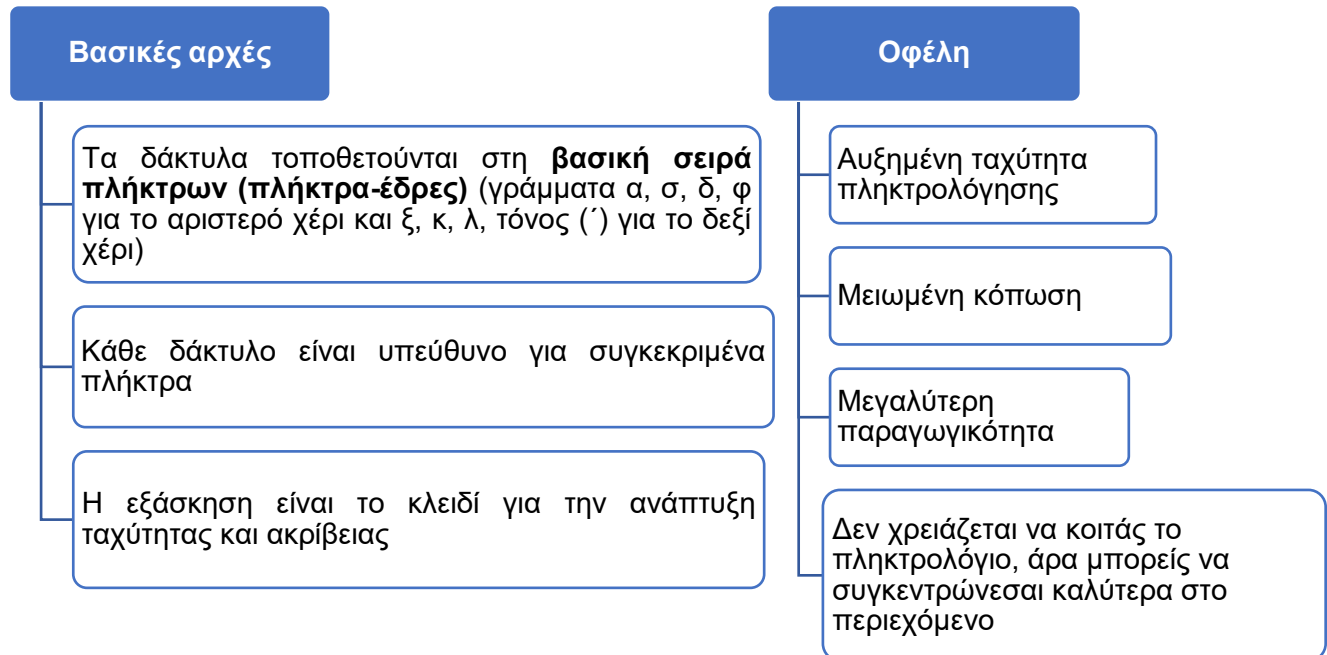 Βασικές αρχές
Τα δάκτυλα τοποθετούνται στη βασική σειρά
πλήκτρων (πλήκτρα-έδρες) (γράμματα α, σ, δ, φ
για το αριστερό χέρι και ξ, κ, λ, τόνος (΄) για το δεξί
χέρι)
Κάθε δάκτυλο είναι υπεύθυνο για συγκεκριμένα
πλήκτρα
Η εξάσκηση είναι το κλειδί για την ανάπτυξη
ταχύτητας και ακρίβειας
Οφέλη
Αυξημένη ταχύτητα
πληκτρολόγησης
Μειωμένη κόπωση
Μεγαλύτερη
παραγωγικότητα
Δεν χρειάζεται να κοιτάς το
πληκτρολόγιο, άρα μπορείς να
συγκεντρώνεσαι καλύτερα στο
περιεχόμενο